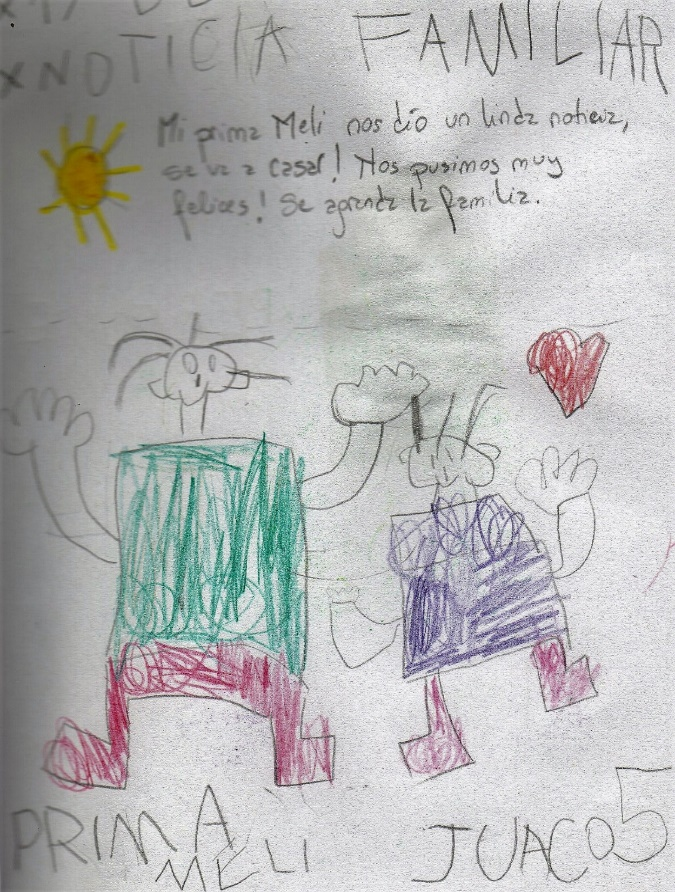 NOTICIA FAMILIAR
Mi prima Meli nos dio un linda noticia,
se va a casar! Nos pusimos muy
felices! Se agranda la familia.
PRIMA
MELI
JUACO 5